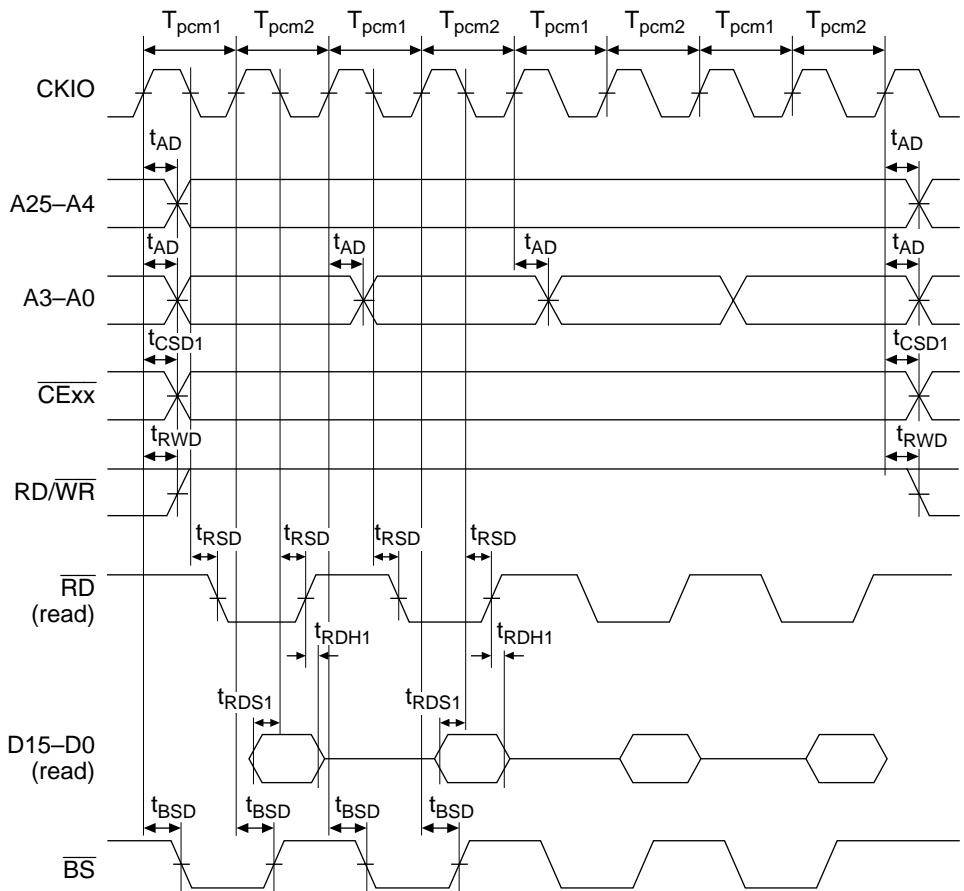 Tpcm1 Tpcm2 Tpcm1 Tpcm2 Tpcm1 Tpcm2 Tpcm1 Tpcm2
CKIO
tAD tAD
A25–A4
tAD tAD tAD tAD
A3–A0
tCSD1 tCSD1
CExx
tRWD tRWD
RD/WR
tRSD tRSD tRSD tRSD
RD
(read)
tRDH1 tRDH1
tRDS1 tRDS1
D15–D0
(read)
tBSD tBSD tBSD tBSD
BS